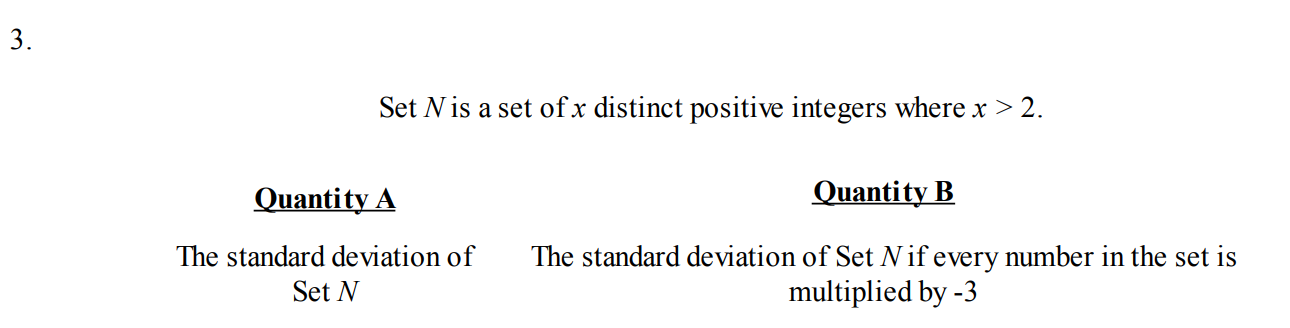 3.
Set N is a set of x distinct positive integers where x > 2.
Quantity A
Quantity B
The standard deviation of
Set N
The standard deviation of Set N if every number in the set is
multiplied by -3